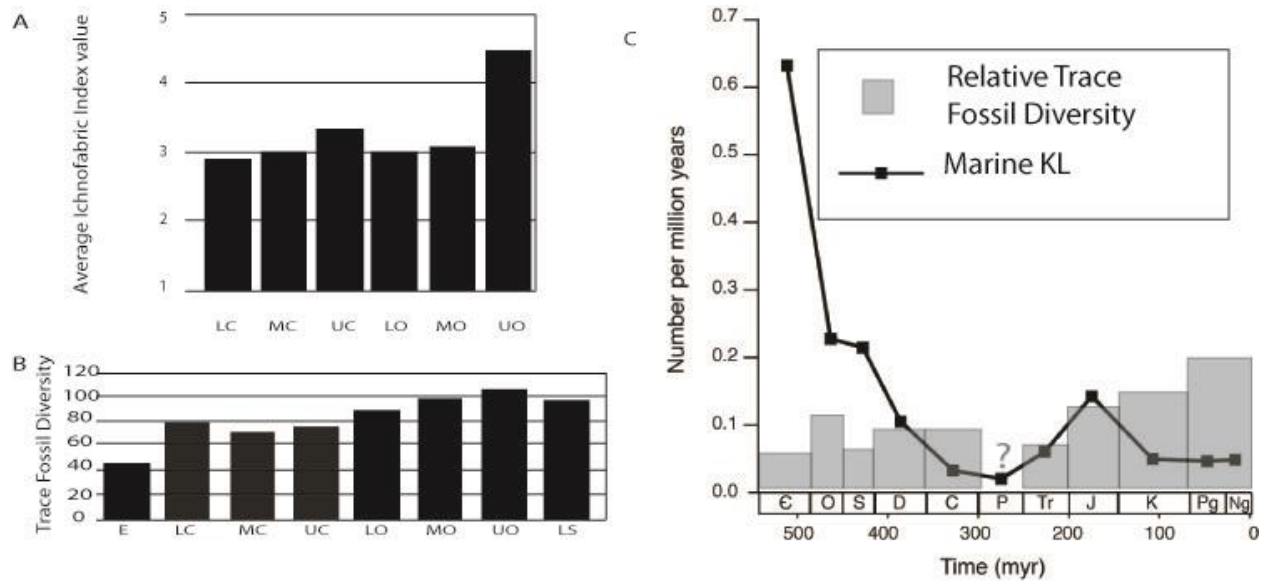 A
Average Ichnofabric Index value
5
4
3
2
1
LC MC UC LO MO UO
B
Trace Fossil Diversity
120
100
80
60
40
20
0
E LC MC UC LO MO UO LS
C
Number per million years
0.7
0.6
0.5
0.4
0.3
0.2
0.1
0.0
Relative Trace
Fossil Diversity
Marine KL
?
Є O S D C P Tr J K Pg Ng
500 400 300 200 100 0
Time (myr)